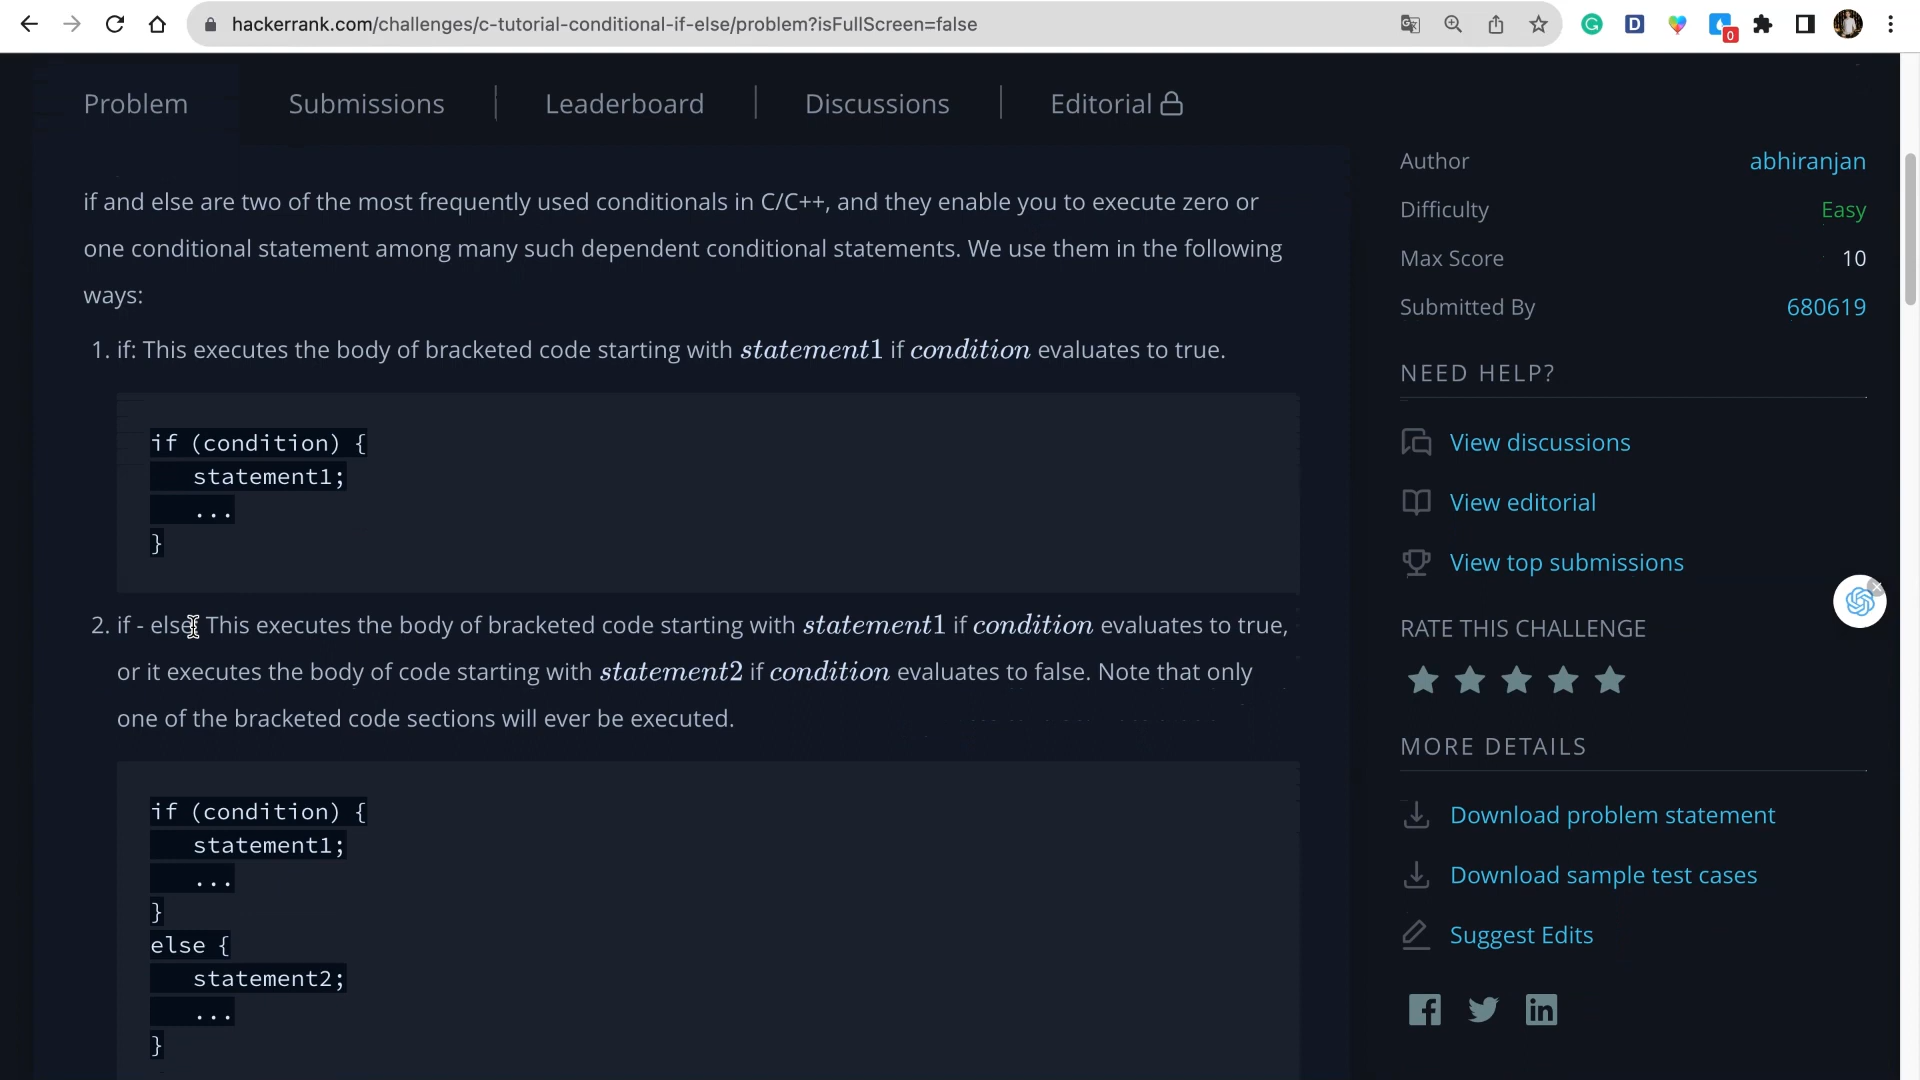 hackerrank.com/challenges/c-tutorial-conditional-if-else/problem?isFullScreen=false
D
0
Problem
Submissions
Leaderboard
Discussions
Editorial
if and else are two of the most frequently used conditionals in C/C++, and they enable you to execute zero or
one conditional statement among many such dependent conditional statements. We use them in the following
ways:
1. if: This executes the body of bracketed code starting with statement1 if condition evaluates to true.
if (condition) {
statement1;
...
}
2. if - else: This executes the body of bracketed code starting with statement1 if condition evaluates to true,
or it executes the body of code starting with statement2 if condition evaluates to false. Note that only
one of the bracketed code sections will ever be executed.
if (condition) {
statement1;
...
}
else {
statement2;
...
}
Author abhiranjan
Difficulty Easy
Max Score 10
Submitted By 680619
NEED HELP?
View discussions
View editorial
View top submissions
RATE THIS CHALLENGE
MORE DETAILS
Download problem statement
Download sample test cases
Suggest Edits